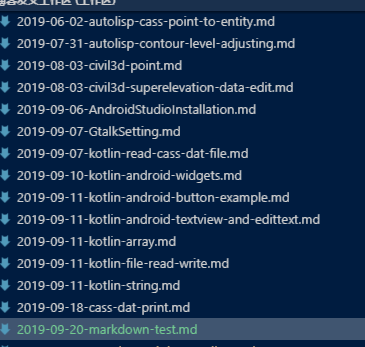 2019-06-02-autolisp-cass-point-to-entity.md
2019-07-31-autolisp-contour-level-adjusting.md
2019-08-03-civil3d-point.md
2019-08-03-civil3d-superelevation-data-edit.md
2019-09-06-AndroidStudioInstallation.md
2019-09-07-GtalkSetting.md
2019-09-07-kotlin-read-cass-dat-file.md
2019-09-10-kotlin-android-widgets.md
2019-09-11-kotlin-android-button-example.md
2019-09-11-kotlin-android-textview-and-edittext.md
2019-09-11-kotlin-array.md
2019-09-11-kotlin-file-read-write.md
2019-09-11-kotlin-string.md
2019-09-18-cass-dat-print.md
2019-09-20-markdown-test.md